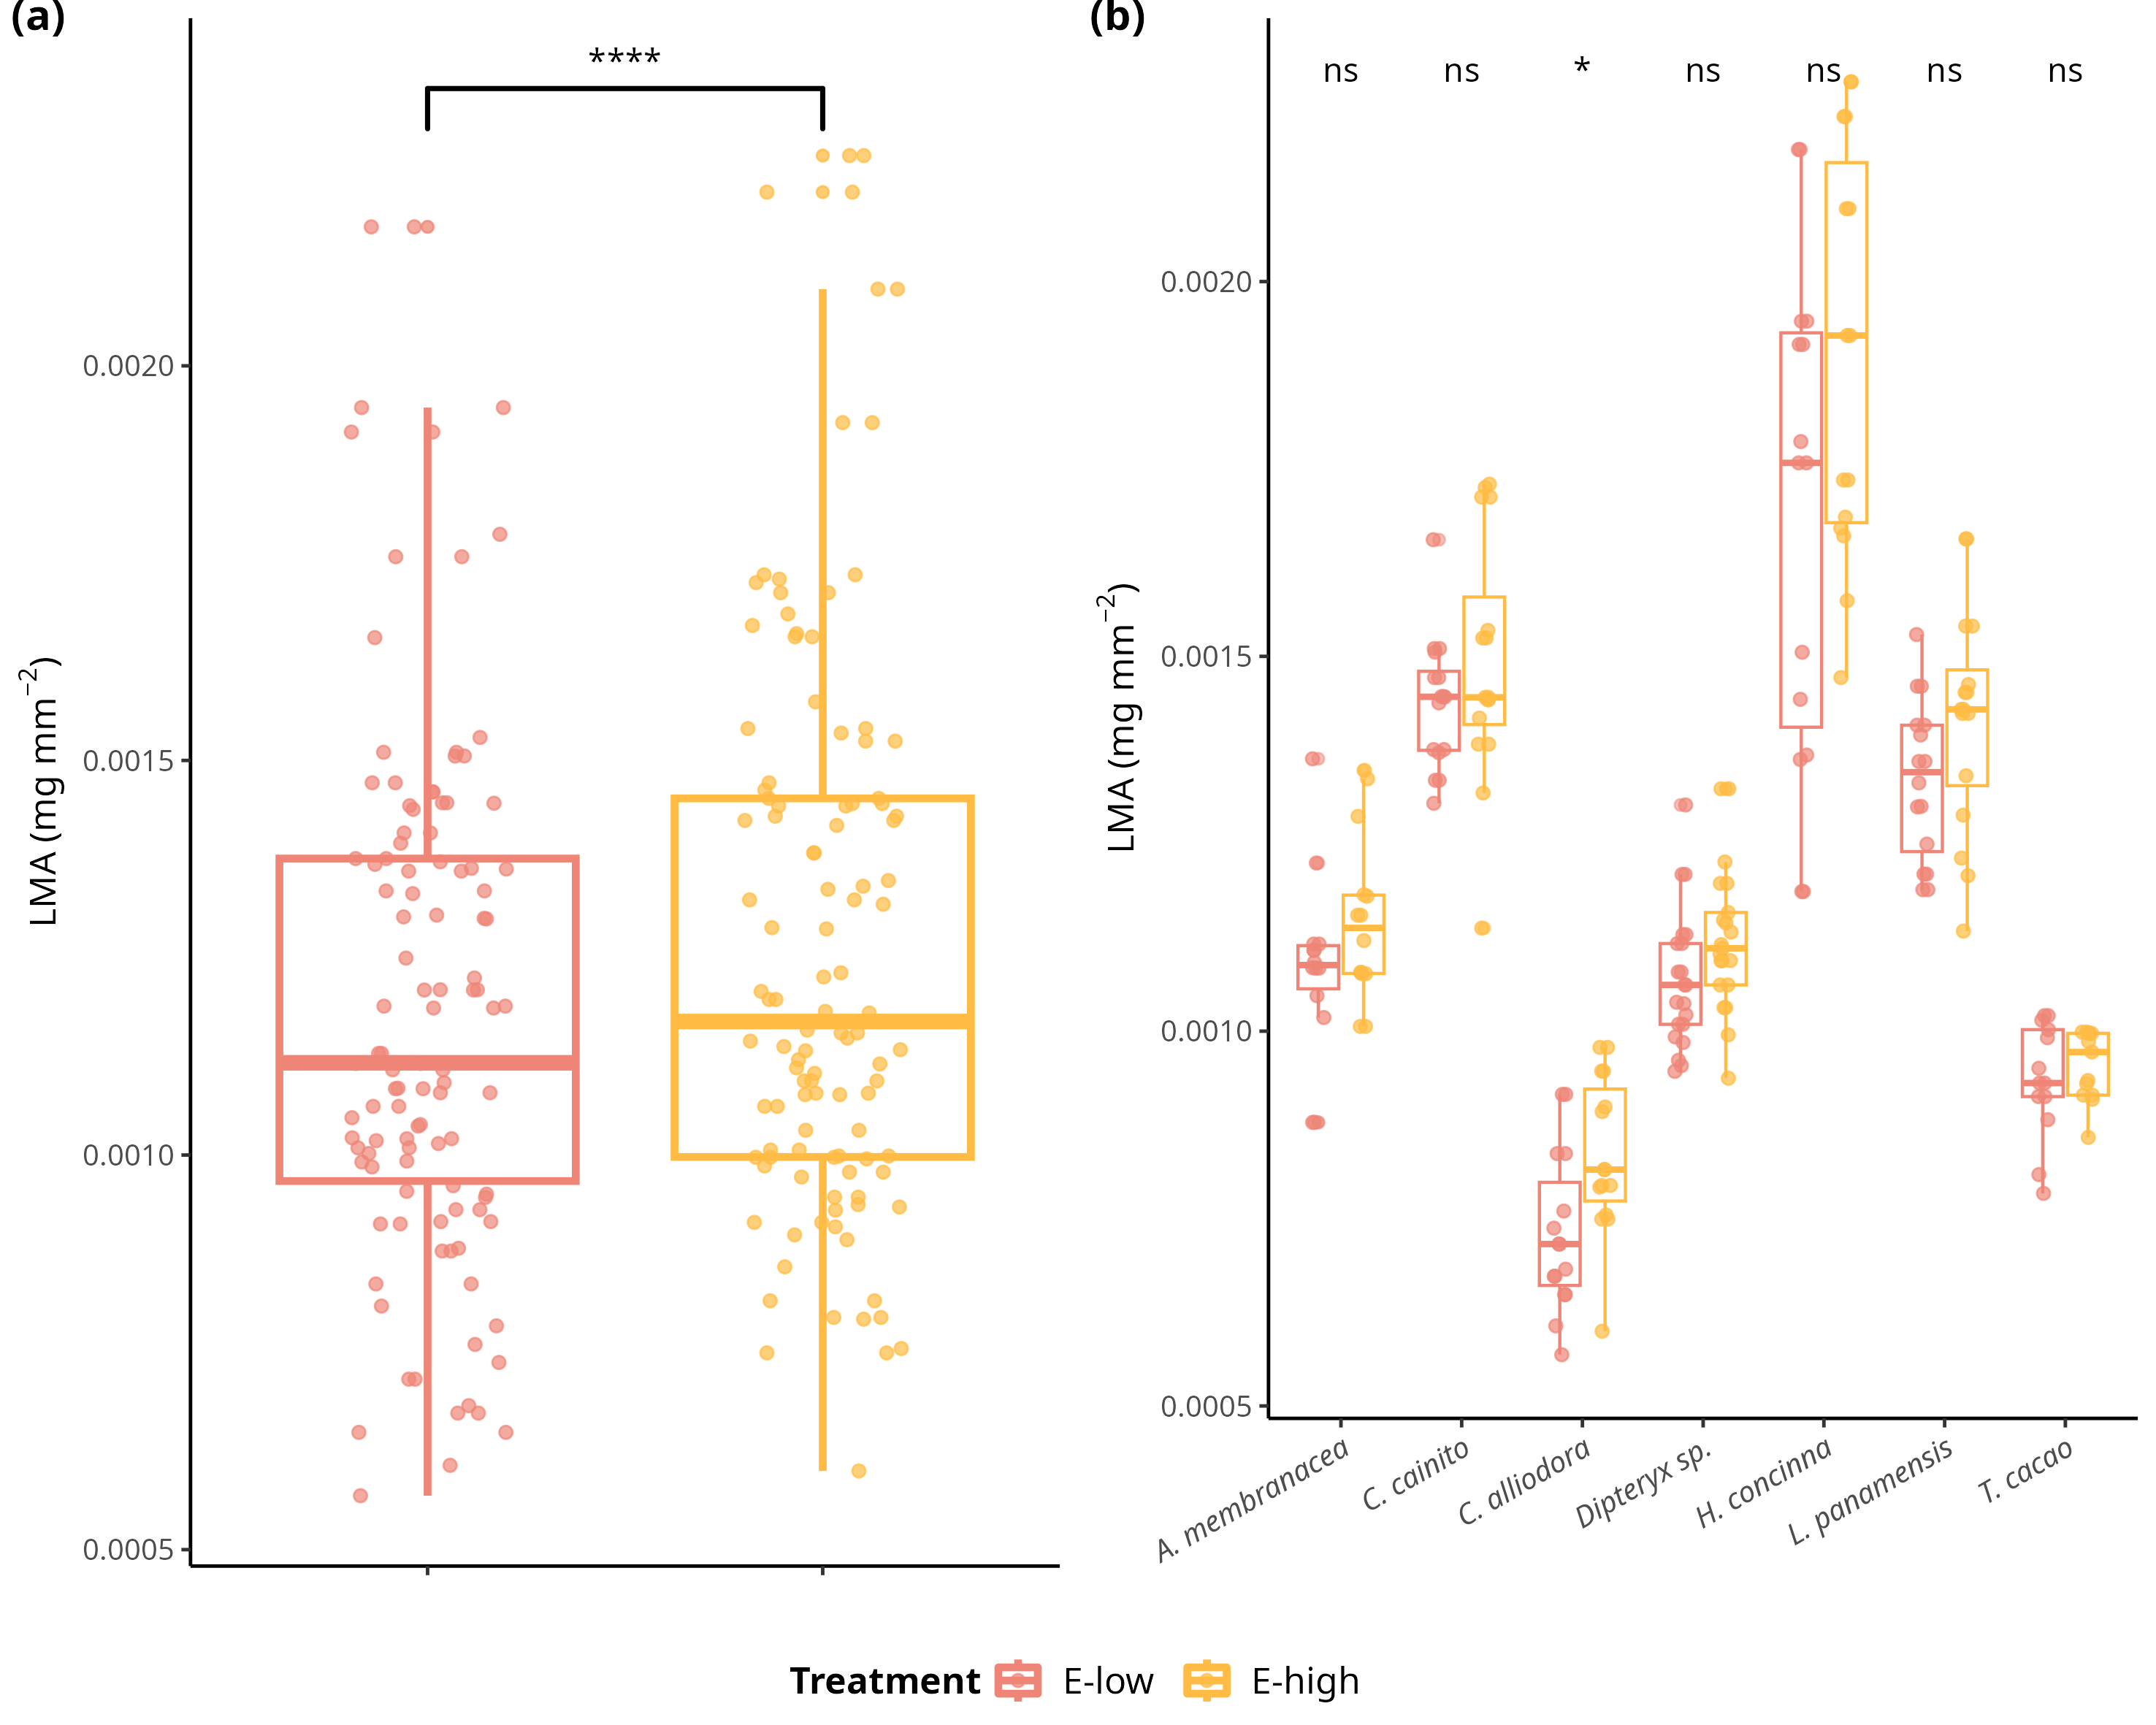 (a)
****
LMA (mg mm−2)
0.0020
0.0015
0.0010
0.0005
(b)
ns ns * ns ns ns ns
LMA (mg mm−2)
0.0020
0.0015
0.0010
0.0005
A. membranacea
C. cainito
C. alliodora
Dipteryx sp.
H. concinna
L. panamensis
T. cacao
Treatment E-low E-high